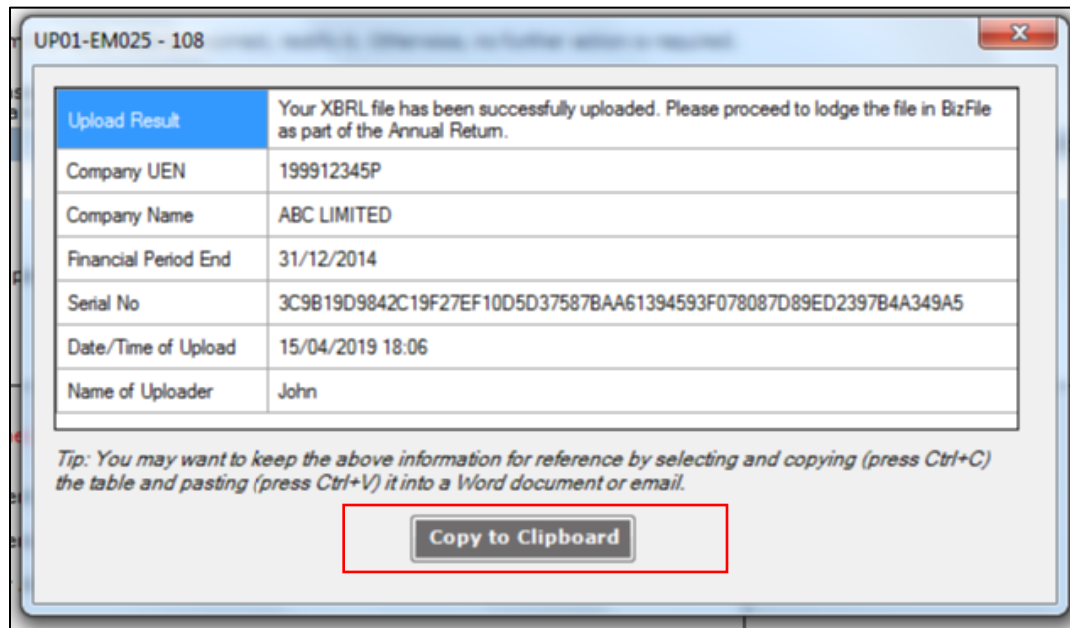 UP01-EM025 - 108
Upload Result
Your XBRL file has been successfully uploaded. Please proceed to lodge the file in BizFile
as part of the Annual Return.
Company UEN 199912345P
Company Name ABC LIMITED
Financial Period End 31/12/2014
Serial No 3C9B19D9842C19F27EF10D5D37587BAA61394593F078087D89ED2397B4A349A5
Date/Time of Upload 15/04/2019 18:06
Name of Uploader John
Tip: You may want to keep the above information for reference by selecting and copying (press Ctrl+C)
the table and pasting (press Ctrl+V) it into a Word document or email.
Copy to Clipboard